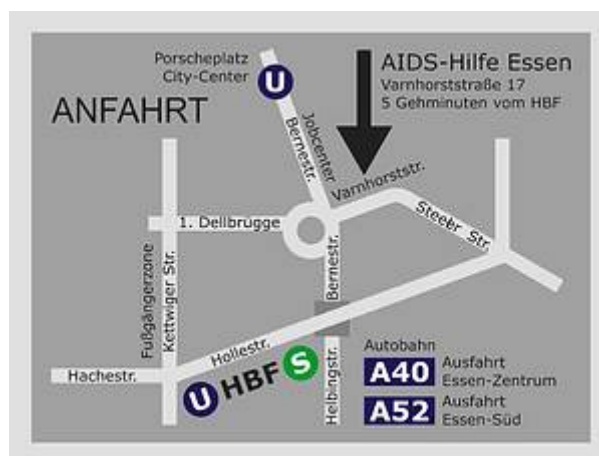 Porscheplatz
City-Center
U
AIDS-Hilfe Essen
Varnhorststraße 17
5 Gehminuten vom HBF
ANFAHRT
Jobcenter
Bernestr.
Varnhorststr.
1. Dellbrügge
Steeler Str.
Fußgängerzone
Kettwiger Str.
Bernestr.
Hollestr.
Hachestr.
U HBF S
Helbingstr.
Autobahn
A40 Ausfahrt
Essen-Zentrum
A52 Ausfahrt
Essen-Süd